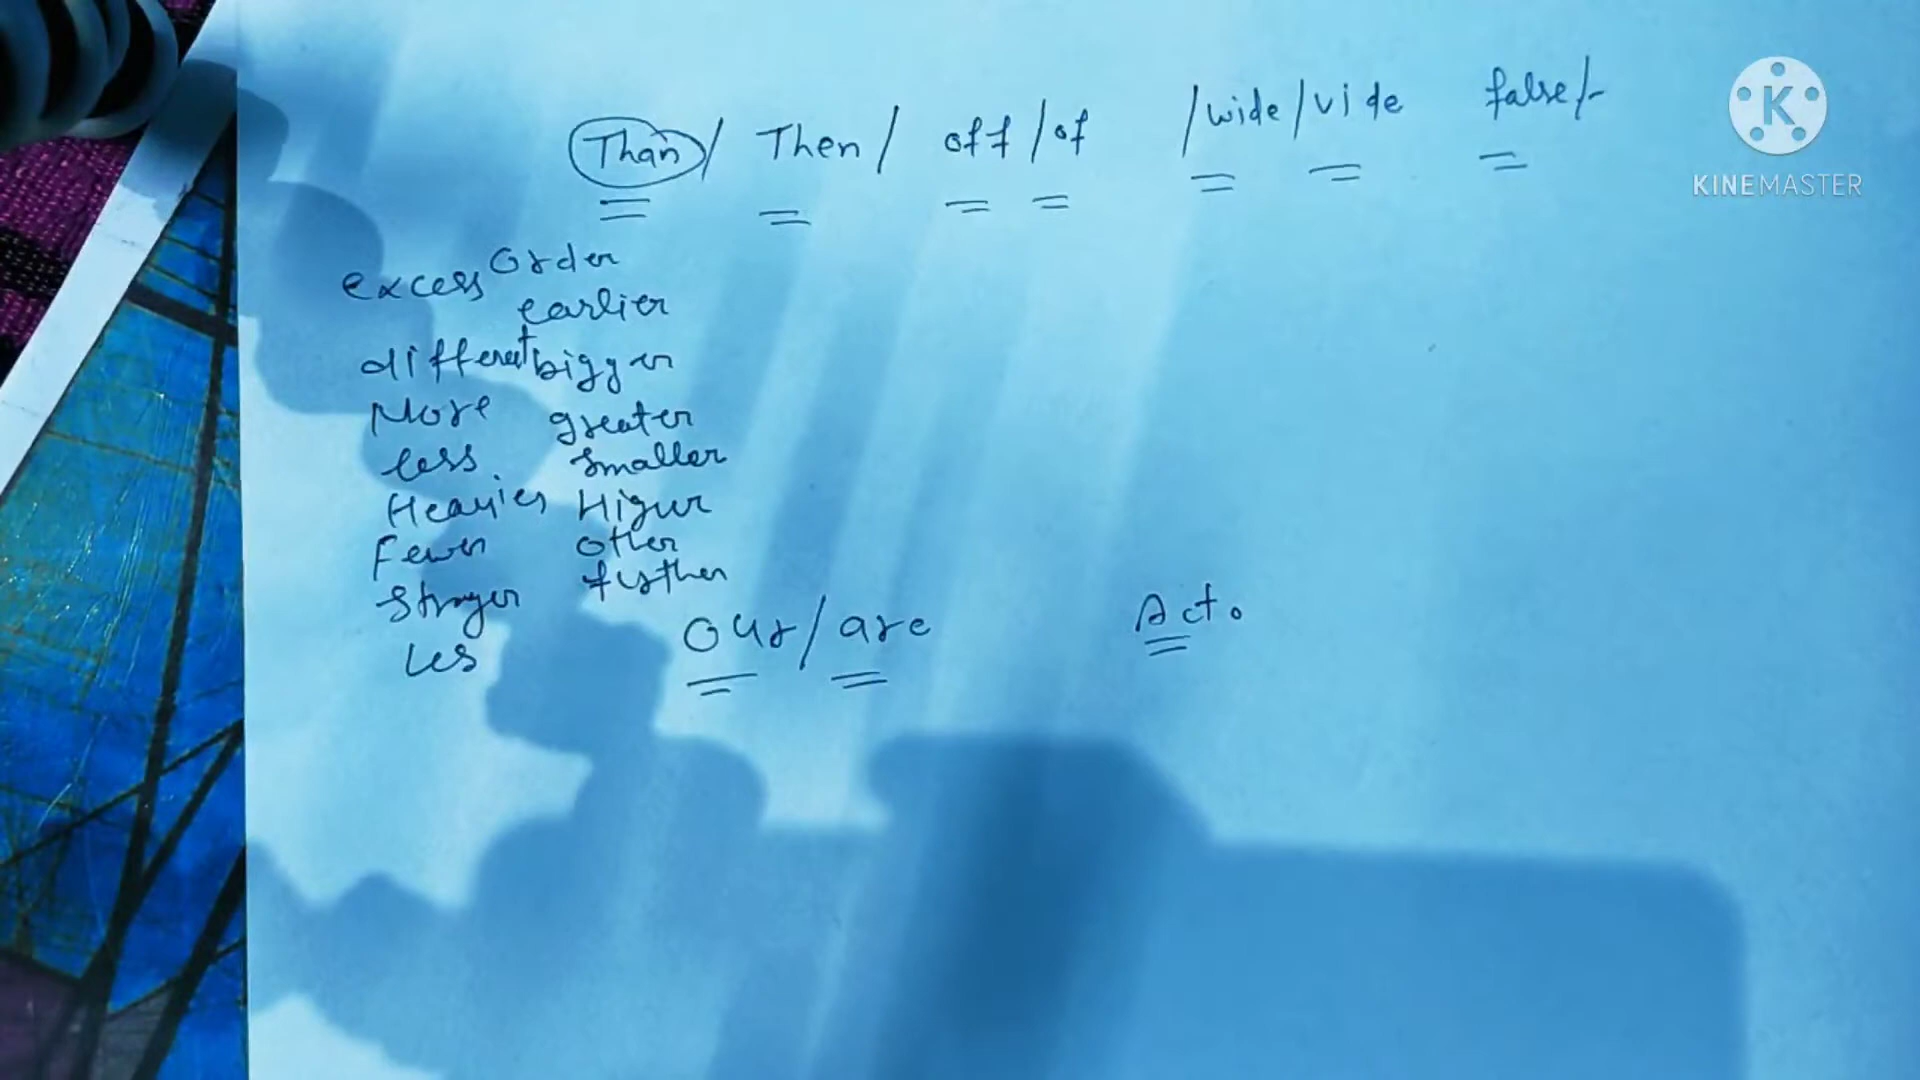 Than / Then / off / of / wide / vide false /-
K
KINEMASTER
excess Order
earlier
different bigger
More greater
less. smaller
Heavier Higher
Fewer other
Stronger further
Les
Our / are
Act.